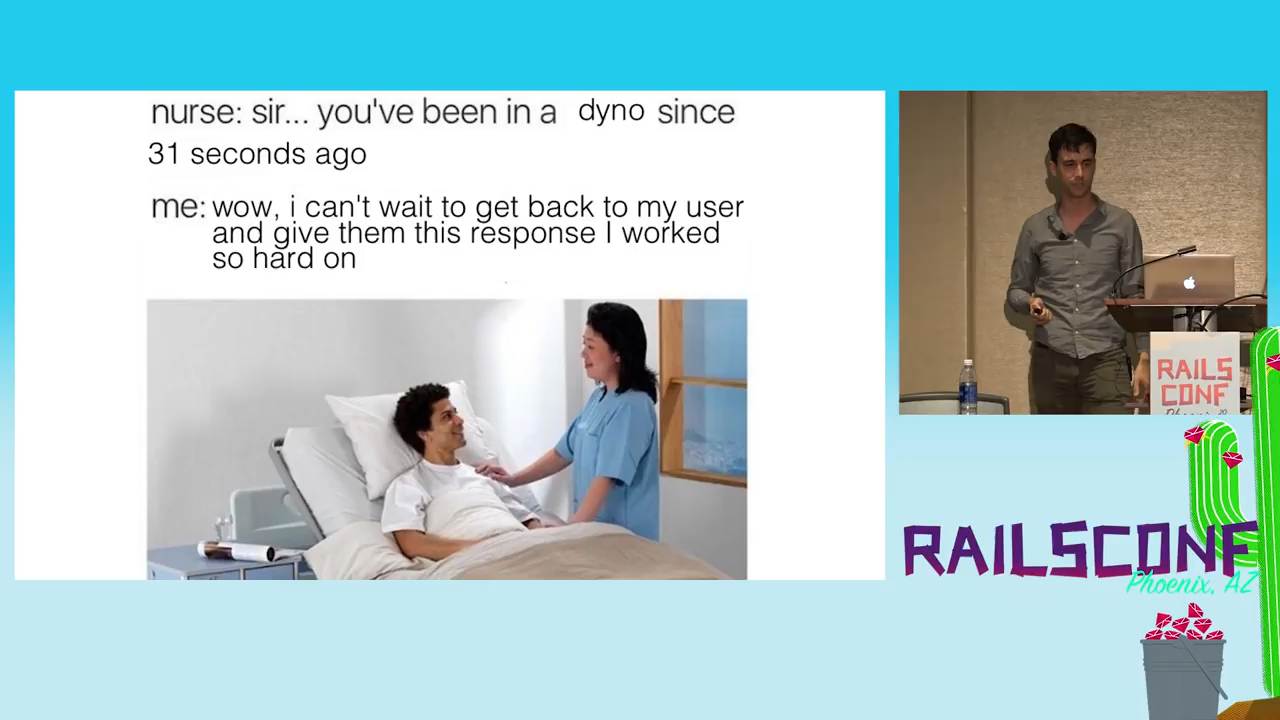 nurse: sir... you've been in a dyno since
31 seconds ago
me: wow, i can't wait to get back to my user
and give them this response I worked
so hard on
RAILS
CONF
RAILSCONF
Phoenix, AZ